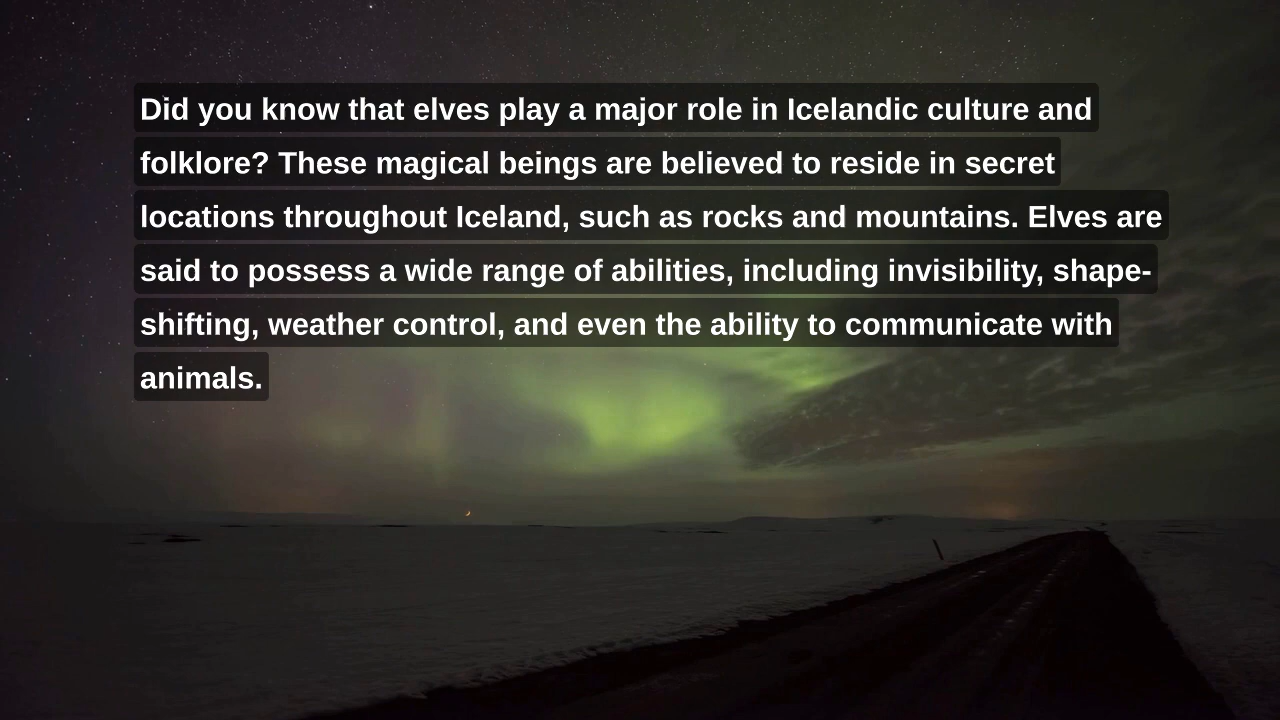 Did you know that elves play a major role in Icelandic culture and
folklore? These magical beings are believed to reside in secret
locations throughout Iceland, such as rocks and mountains. Elves are
said to possess a wide range of abilities, including invisibility, shape-
shifting, weather control, and even the ability to communicate with
animals.